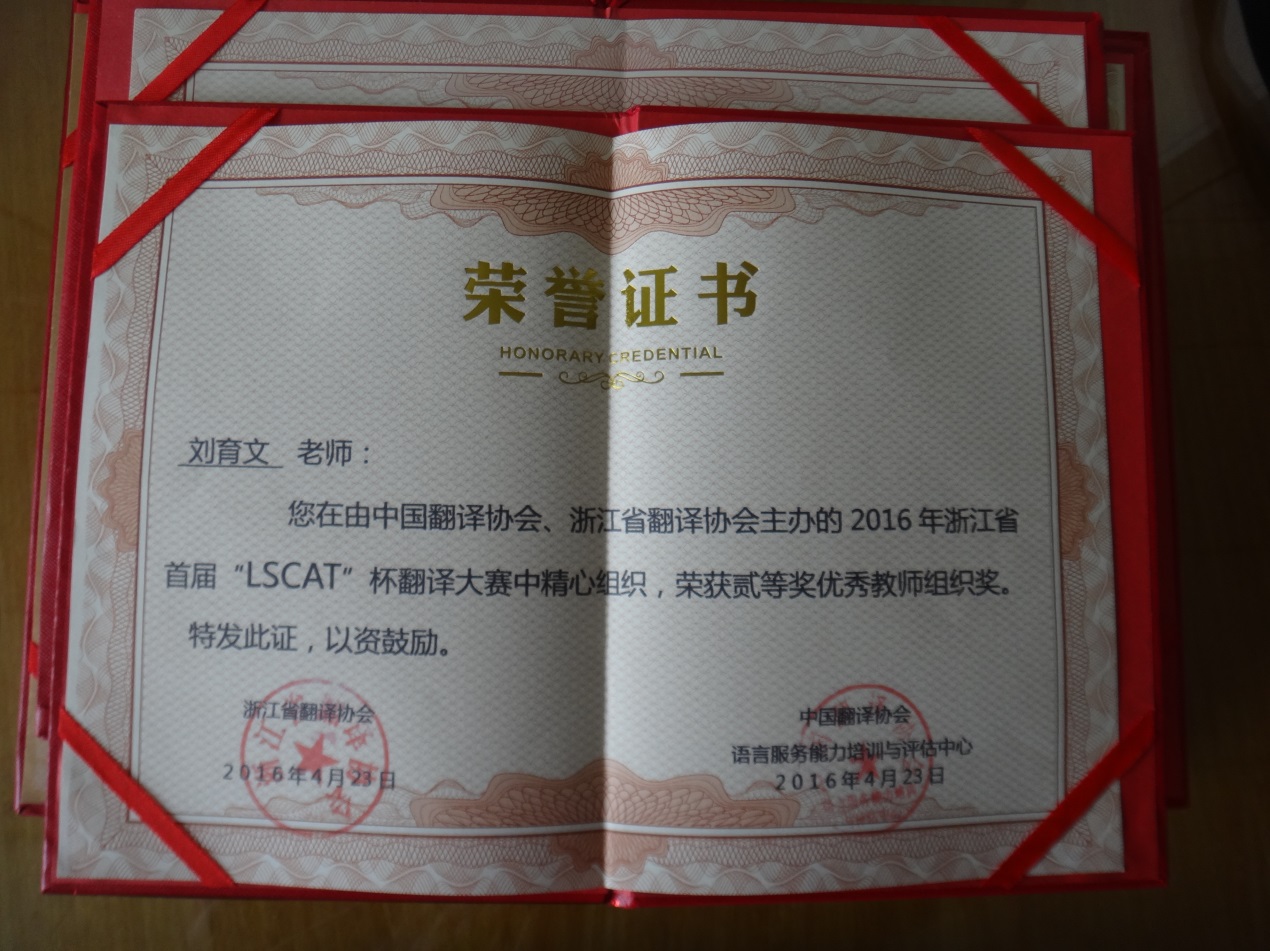 荣誉证书
HONORARY CREDENTIAL
刘育文 老师：
您在由中国翻译协会、浙江省翻译协会主办的 2016 年浙江省
首届“LSCAT”杯翻译大赛中精心组织，荣获贰等奖优秀教师组织奖。
特发此证，以资鼓励。
浙江省翻译协会
2016年4月23日
中国翻译协会
语言服务能力培训与评估中心
2016年4月23日